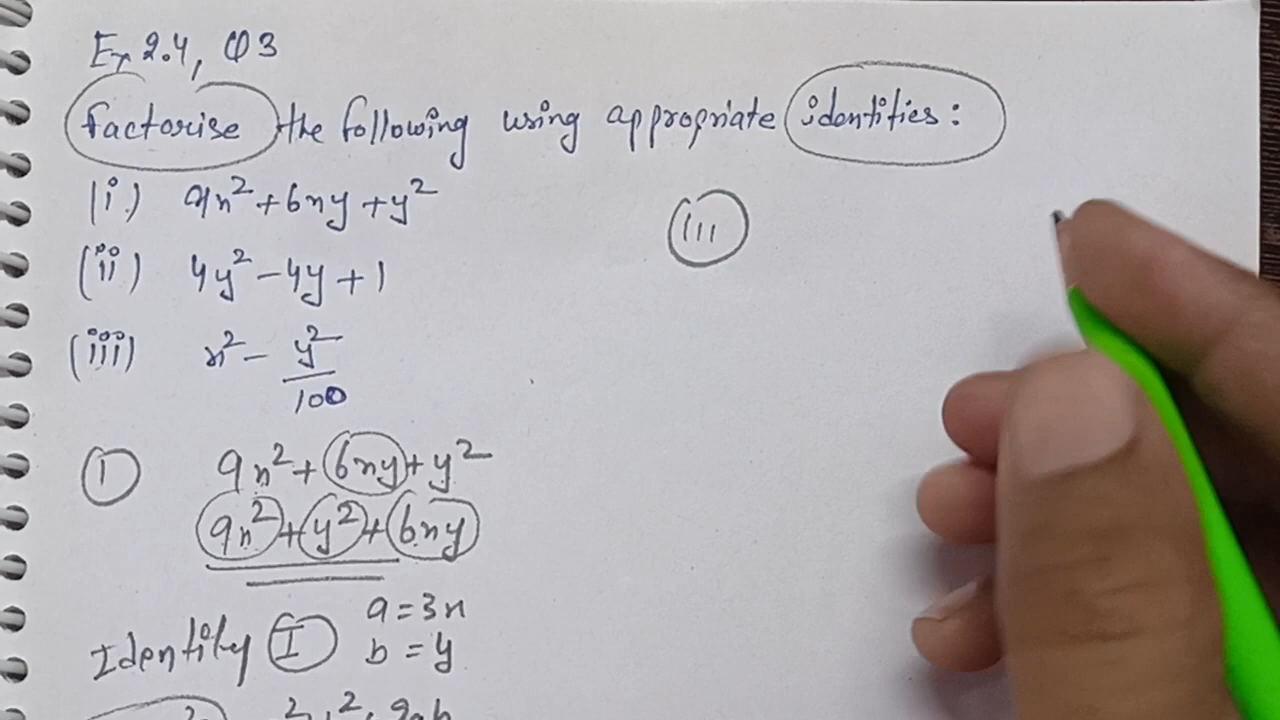 Ex 2.4, Q3
Factorise the following using appropriate identities:
(i) 9x²+6xy+y²
(ii) 4y²-4y+1
(iii) x² - y²/100
(I) 9x²+6xy+y²
9x²+y²+6xy
Identity (I) a=3x
b=y
(III)